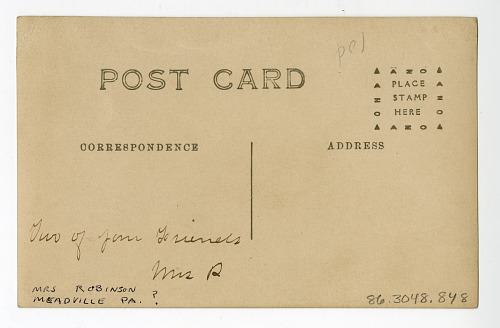 POST CARD
AZO
PLACE
STAMP
HERE
AZO
CORRESPONDENCE
ADDRESS
Two of your Friends
Mrs R
MRS ROBINSON
MEADVILLE PA. ?
86.3048.848